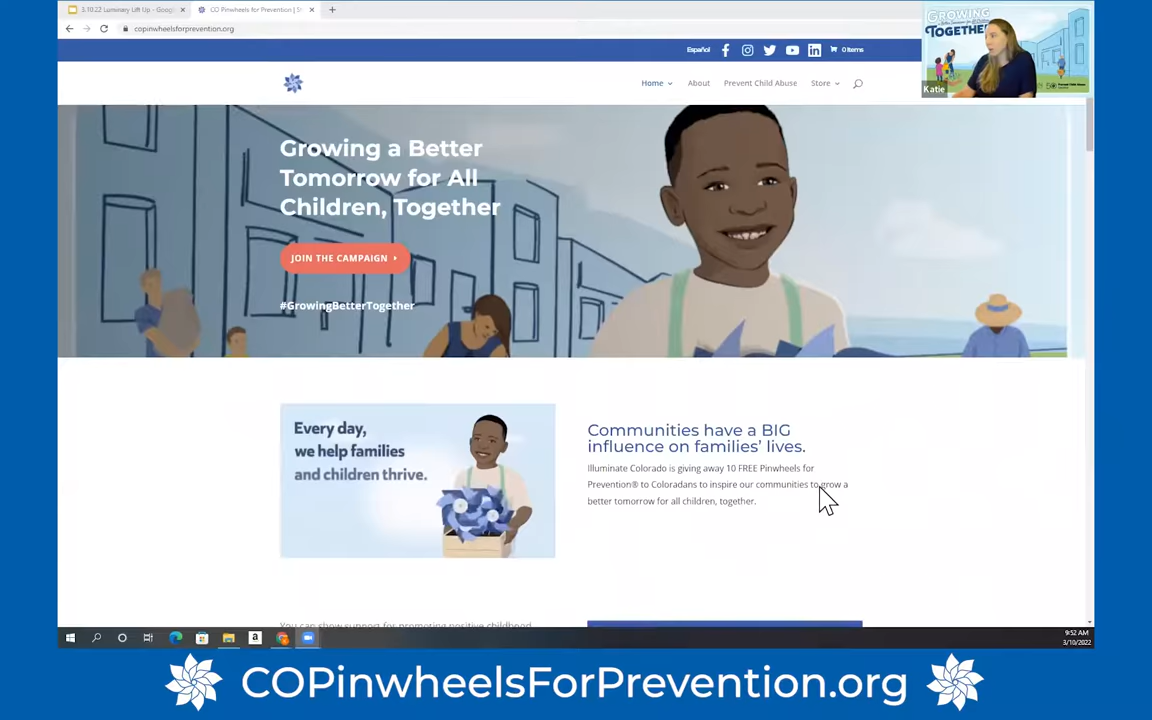 3.10.22 Luminary Lift Up - Goog
CO Pinwheels for Prevention | S
copinwheelsforprevention.org
Español
0 Items
Home
About
Prevent Child Abuse
Store
GROWING
TOGETHER
Katie
Growing a Better
Tomorrow for All
Children, Together
JOIN THE CAMPAIGN
#GrowingBetterTogether
Every day,
we help families
and children thrive.
Communities have a BIG
influence on families' lives.
Illuminate Colorado is giving away 10 FREE Pinwheels for
Prevention® to Coloradans to inspire our communities to grow a
better tomorrow for all children, together.
You can show support for promoting positive childhood
9:52 AM
3/10/2022
COPinwheelsForPrevention.org